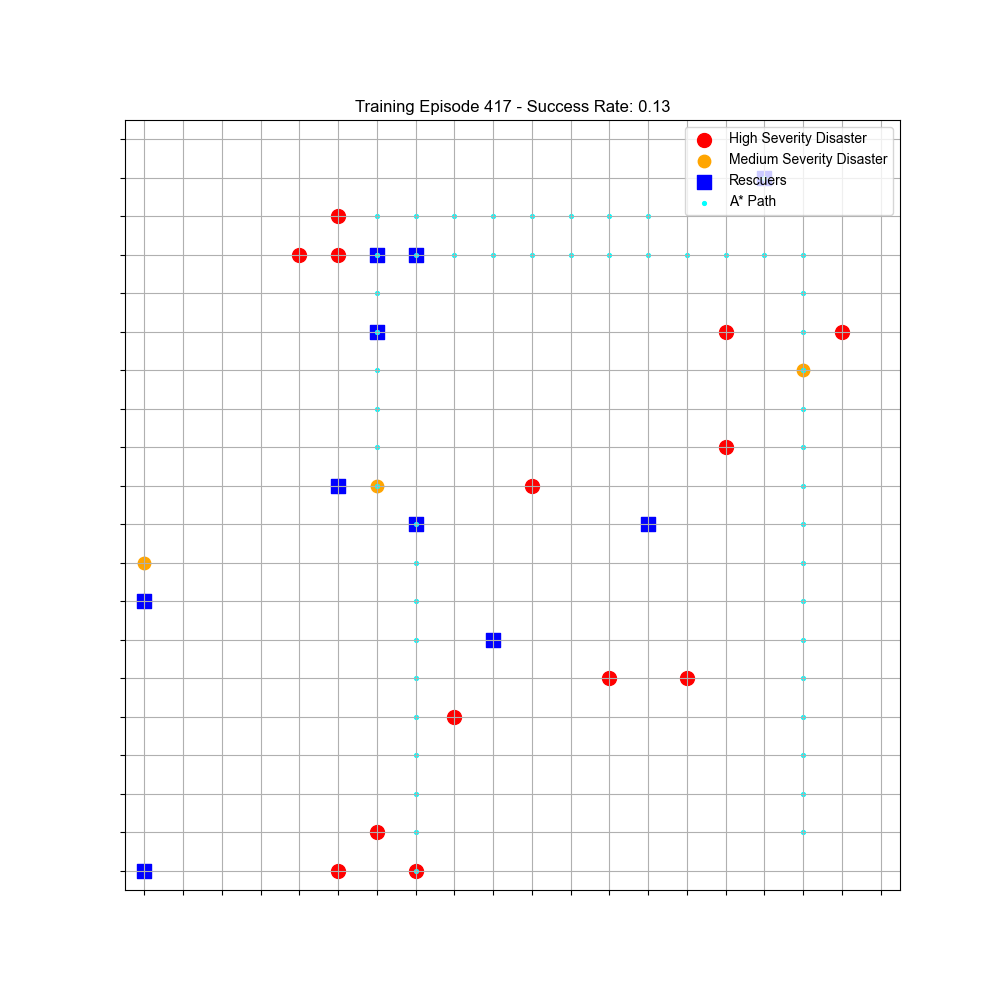 Training Episode 417 - Success Rate: 0.13
High Severity Disaster
Medium Severity Disaster
Rescuers
A* Path